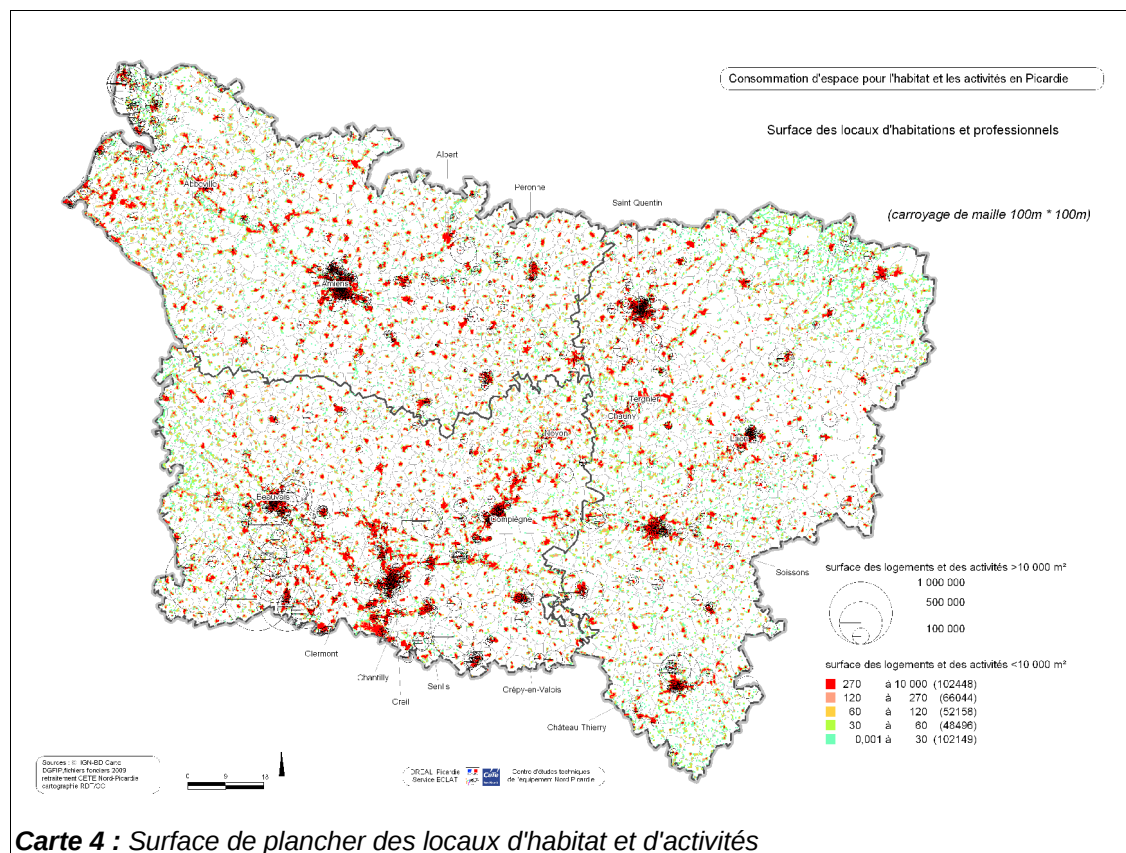 Consommation d'espace pour l'habitat et les activités en Picardie
Surface des locaux d'habitations et professionnels
(carroyage de maille 100m * 100m)
Albert
Peronne
Saint Quentin
Abbeville
Amiens
Tergnier
Chauny
Noyon
Laon
Beauvais
Compiègne
Soissons
Clermont
Chantilly
Creil
Senlis
Crêpy-en-Valois
Château Thierry
surface des logements et des activités >10 000 m²
1 000 000
500 000
100 000
surface des logements et des activités <10 000 m²
270 à 10 000 (102448)
120 à 270 (66044)
60 à 120 (52158)
30 à 60 (48496)
0,001 à 30 (102149)
Sources : © IGN-BD Carto
DGFIP,fichiers fonciers 2009
retraitement CETE Nord-Picardie
cartographie RDT/OC
0 9 18
DREAL Picardie
Service ECLAT
Centre d'études techniques
de l'équipement Nord Picardie
Carte 4 : Surface de plancher des locaux d'habitat et d'activités